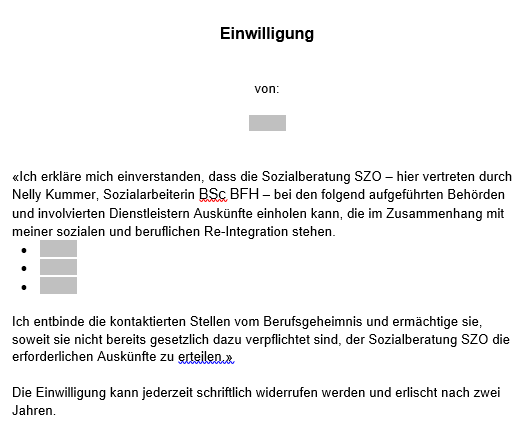 Einwilligung
von:
«Ich erkläre mich einverstanden, dass die Sozialberatung SZO – hier vertreten durch
Nelly Kummer, Sozialarbeiterin BSc BFH – bei den folgend aufgeführten Behörden
und involvierten Dienstleistern Auskünfte einholen kann, die im Zusammenhang mit
meiner sozialen und beruflichen Re-Integration stehen.
•
•
•
Ich entbinde die kontaktierten Stellen vom Berufsgeheimnis und ermächtige sie,
soweit sie nicht bereits gesetzlich dazu verpflichtet sind, der Sozialberatung SZO die
erforderlichen Auskünfte zu erteilen.»
Die Einwilligung kann jederzeit schriftlich widerrufen werden und erlischt nach zwei
Jahren.